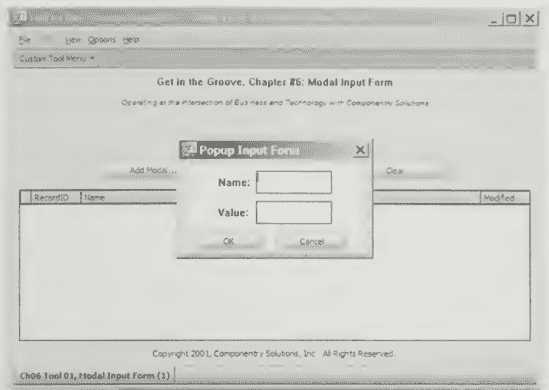 File View Options Help
Custom Tool Menu
Get in the Groove, Chapter #6: Modal Input Form
Operating at the Intersection of Business and Technology with Componentry Solutions
Popup Input Form
Add Modal...
Clear
Name:
RecordID Name Modified
Value:
OK Cancel
Copyright 2001, Componentry Solutions, Inc. All Rights Reserved.
Ch06 Tool 01, Modal Input Form (1)